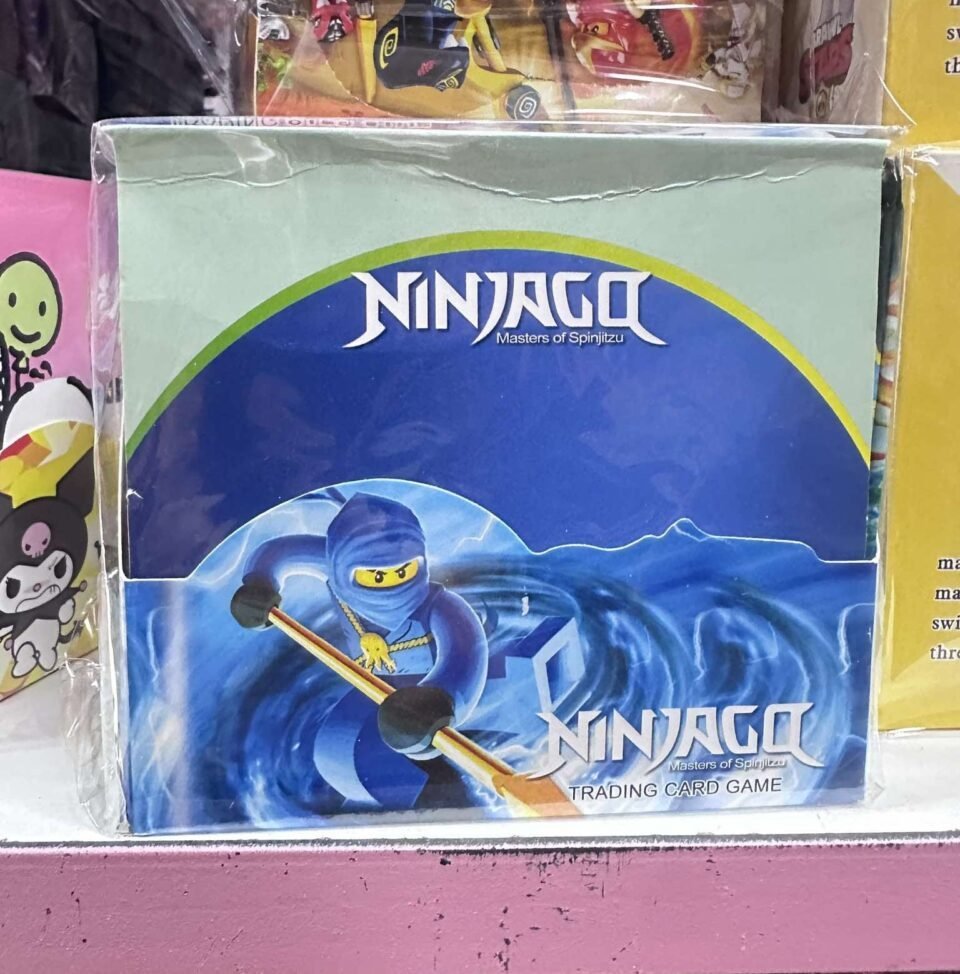 NINJAGO
Masters of Spinjitzu
NINJAGO
Masters of Spinjitzu
TRADING CARD GAME